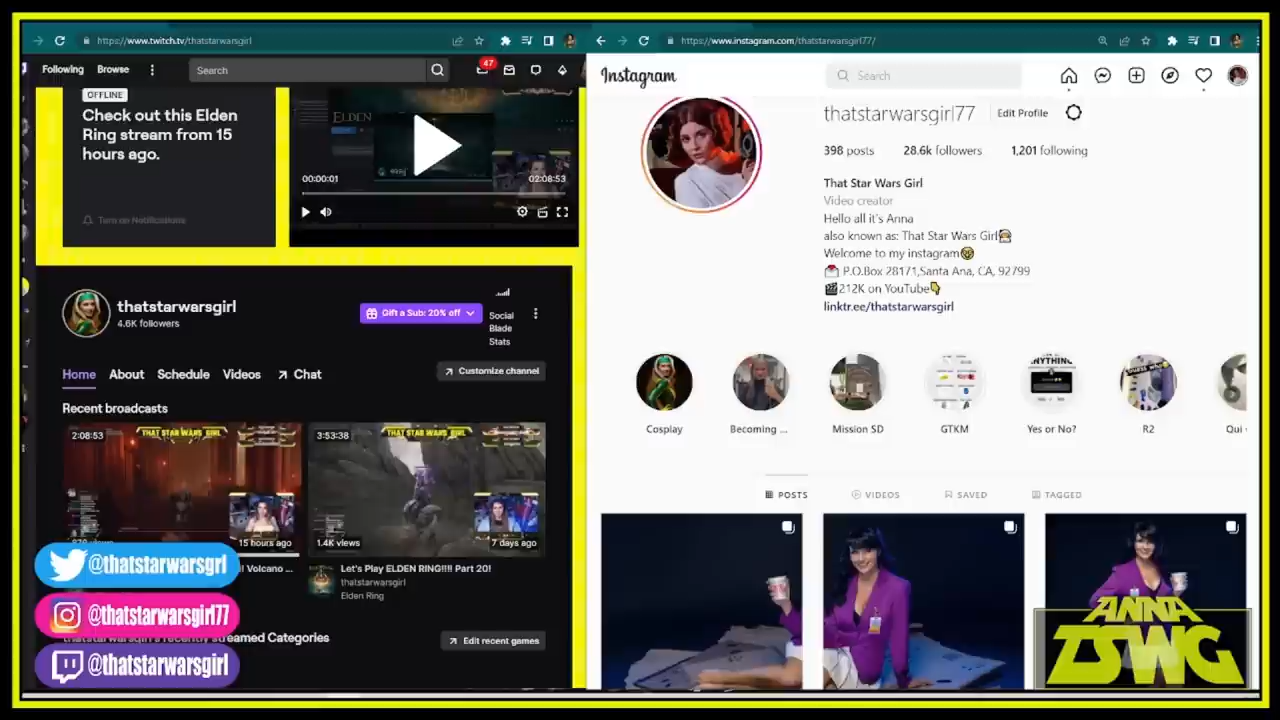 https://www.twitch.tv/thatstarwarsgirl
Following
Browse
Search
47
OFFLINE
Check out this Elden
Ring stream from 15
hours ago.
Turn on Notifications
ELDEN
00:00:01
02:08:53
thatstarwarsgirl
4.6K followers
Gift a Sub: 20% off
Social
Blade
Stats
Home
About
Schedule
Videos
Chat
Customize channel
Recent broadcasts
2:08:53
THAT STAR WARS GIRL
15 hours ago
Volcano ...
3:53:38
THAT STAR WARS GIRL
1.4K views
7 days ago
Let's Play ELDEN RING!!!! Part 20!
thatstarwarsgirl
Elden Ring
thatstarwarsgirl's recently streamed Categories
Edit recent games
@thatstarwarsgrl
@thatstarwarsgirl77
@thatstarwarsgirl
https://www.instagram.com/thatstarwarsgirl77/
Instagram
Search
thatstarwarsgirl77
Edit Profile
398 posts
28.6k followers
1,201 following
That Star Wars Girl
Video creator
Hello all it's Anna
also known as: That Star Wars Girl
Welcome to my instagram
P.O.Box 28171,Santa Ana, CA, 92799
212K on YouTube
linktr.ee/thatstarwarsgirl
ANYTHING
Cosplay
Becoming ...
Mission SD
GTKM
Yes or No?
R2
Qui
POSTS
VIDEOS
SAVED
TAGGED
ANNA
TSWG